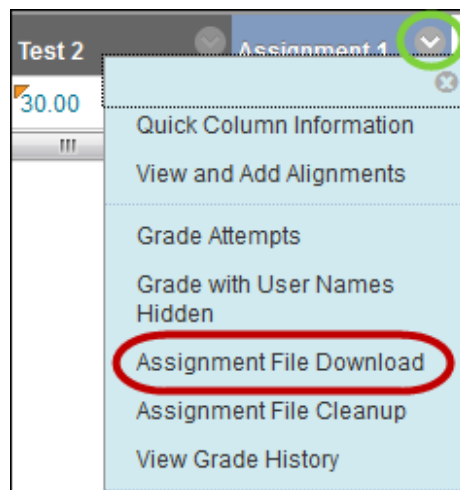 Test 2
Assignment 1
30.00
Quick Column Information
View and Add Alignments
Grade Attempts
Grade with User Names
Hidden
Assignment File Download
Assignment File Cleanup
View Grade History